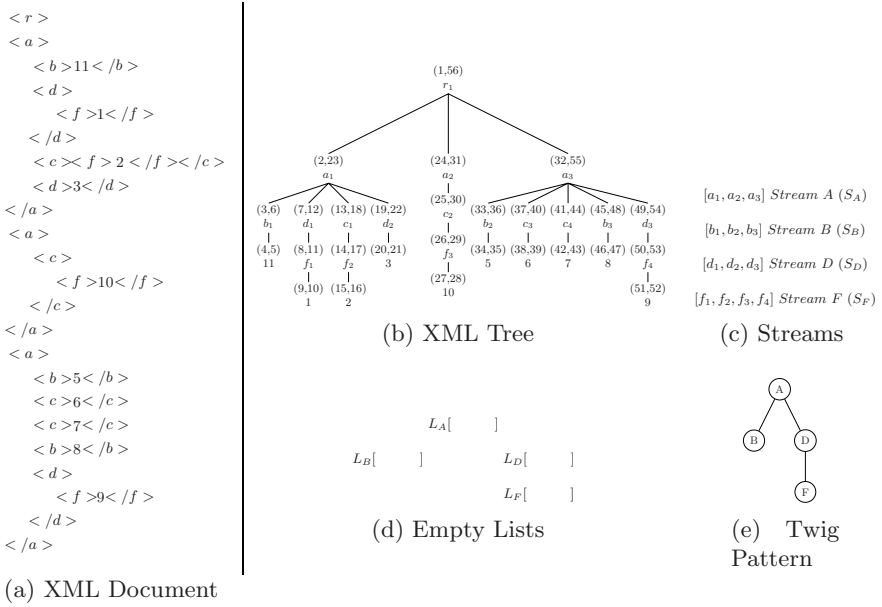 < r >
< a >
< b >11< /b >
< d >
< f >1< /f >
< /d >
< c >< f > 2 < /f >< /c >
< d >3< /d >
< /a >
< a >
< c >
< f >10< /f >
< /c >
< /a >
< a >
< b >5< /b >
< c >6< /c >
< c >7< /c >
< b >8< /b >
< d >
< f >9< /f >
< /d >
< /a >
(a) XML Document
(1,56)
r1
(2,23) (24,31) (32,55)
a1 a2 a3
(3,6) (7,12) (13,18) (19,22) (25,30) (33,36) (37,40) (41,44) (45,48) (49,54)
b1 d1 c1 d2 c2 b2 c3 c4 b3 d3
(4,5) (8,11) (14,17) (20,21) (26,29) (34,35) (38,39) (42,43) (46,47) (50,53)
11 f1 f2 3 f3 5 6 7 8 f4
(9,10) (15,16) (27,28) (51,52)
1 2 10 9
(b) XML Tree
[a1, a2, a3] Stream A (SA)
[b1, b2, b3] Stream B (SB)
[d1, d2, d3] Stream D (SD)
[f1, f2, f3, f4] Stream F (SF)
(c) Streams
LA[ ]
LB[ ] LD[ ]
LF[ ]
(d) Empty Lists
A
B D
F
(e) Twig
Pattern